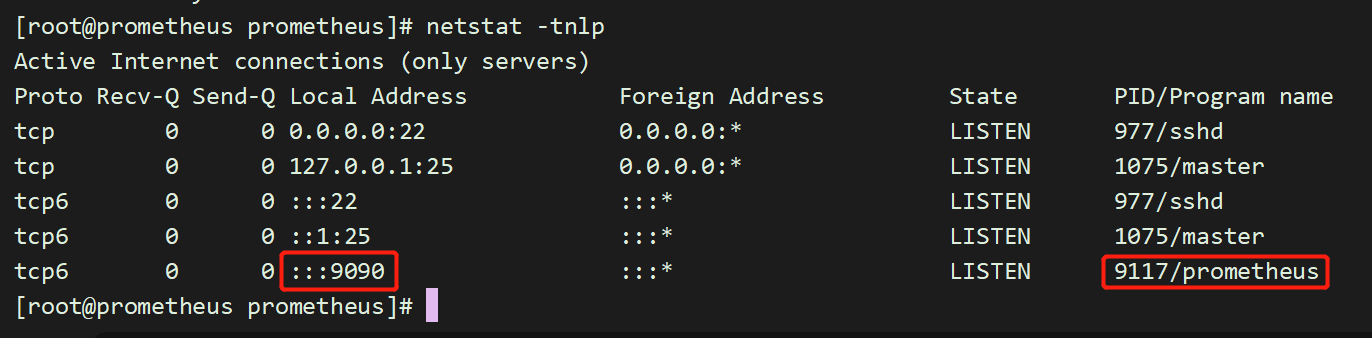 [root@prometheus prometheus]# netstat -tnlp
Active Internet connections (only servers)
Proto Recv-Q Send-Q Local Address           Foreign Address         State       PID/Program name
tcp        0      0 0.0.0.0:22              0.0.0.0:*               LISTEN      977/sshd
tcp        0      0 127.0.0.1:25            0.0.0.0:*               LISTEN      1075/master
tcp6       0      0 :::22                   :::*                    LISTEN      977/sshd
tcp6       0      0 ::1:25                  :::*                    LISTEN      1075/master
tcp6       0      0 :::9090                 :::*                    LISTEN      9117/prometheus
[root@prometheus prometheus]#